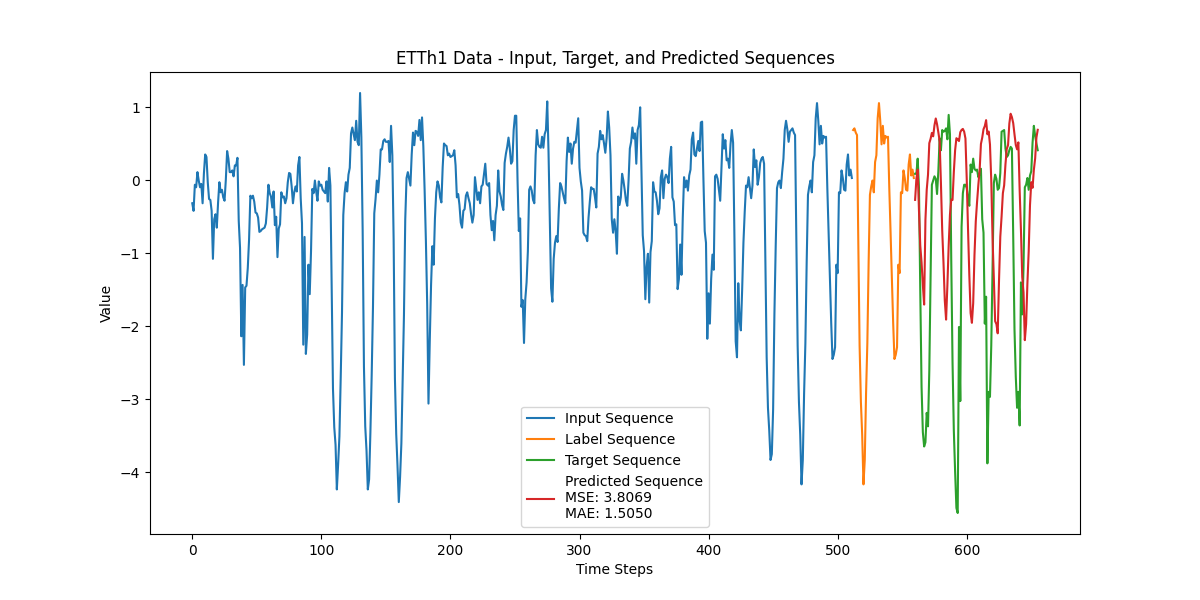 ETTh1 Data - Input, Target, and Predicted Sequences
1
0
−1
−2
−3
−4
Value
Input Sequence
Label Sequence
Target Sequence
Predicted Sequence
MSE: 3.8069
MAE: 1.5050
0 100 200 300 400 500 600
Time Steps